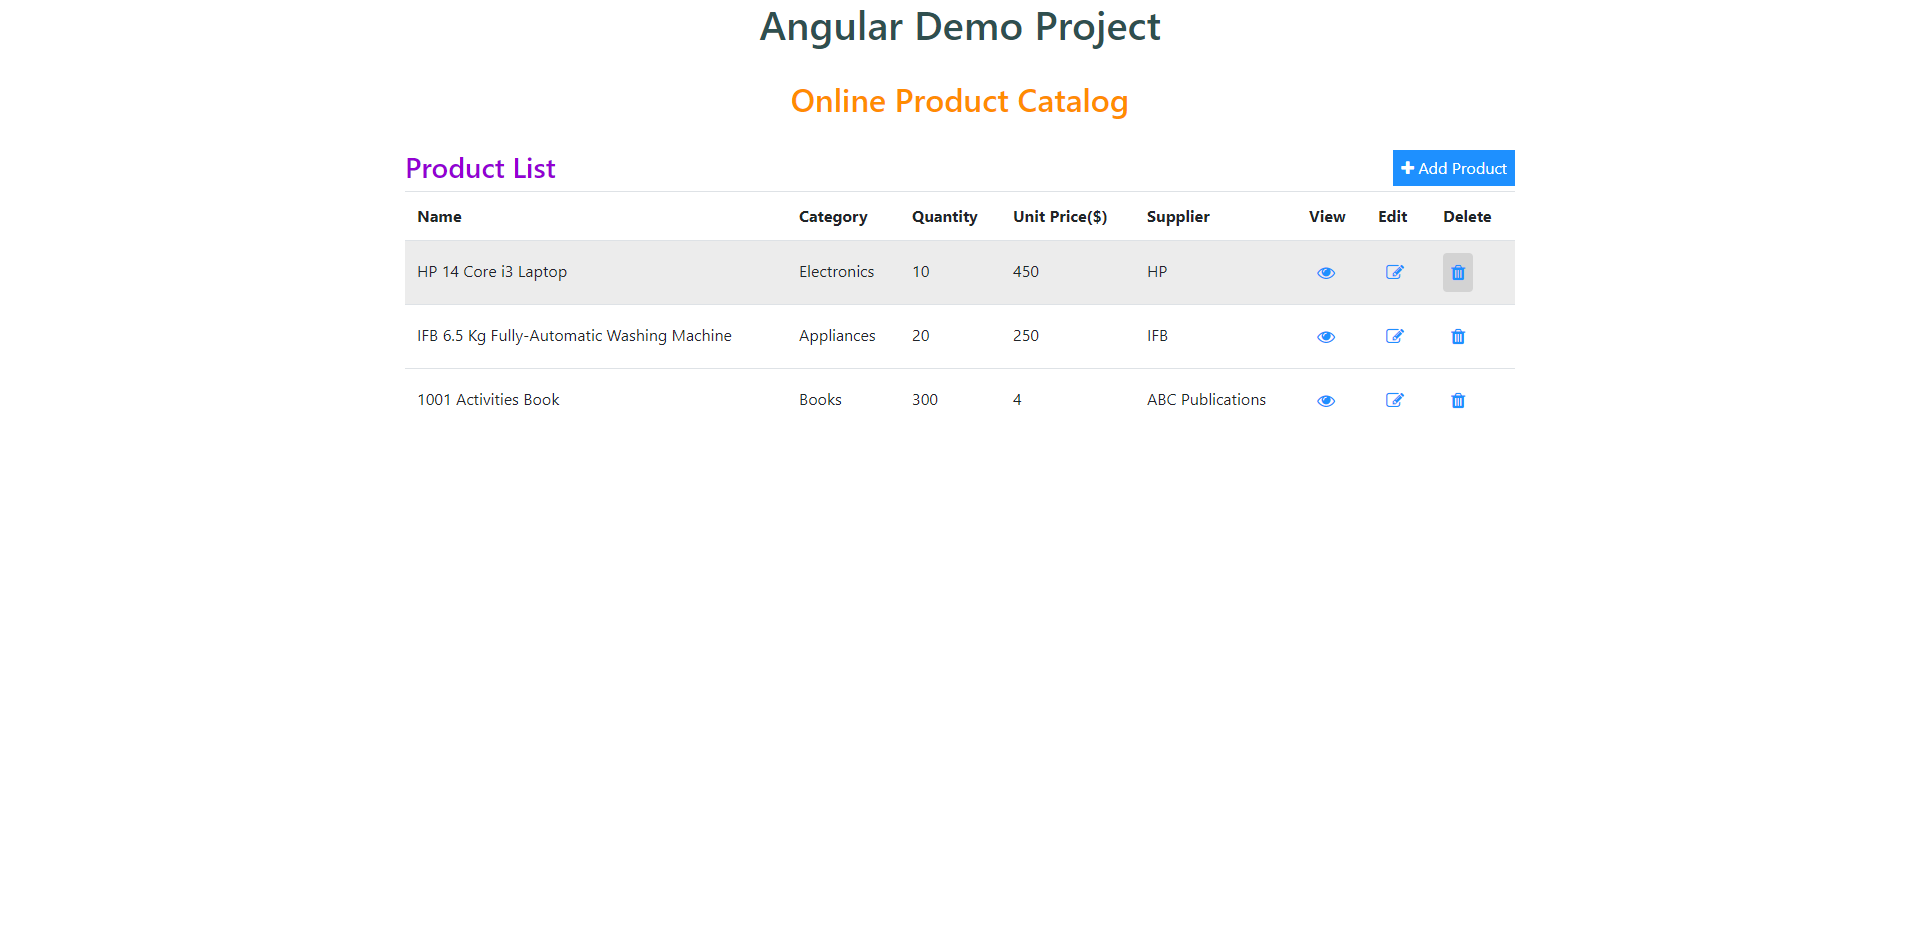 Angular Demo Project
Online Product Catalog
Product List Add Product
Name Category Quantity Unit Price($) Supplier View Edit Delete
HP 14 Core i3 Laptop Electronics 10 450 HP
IFB 6.5 Kg Fully-Automatic Washing Machine Appliances 20 250 IFB
1001 Activities Book Books 300 4 ABC Publications